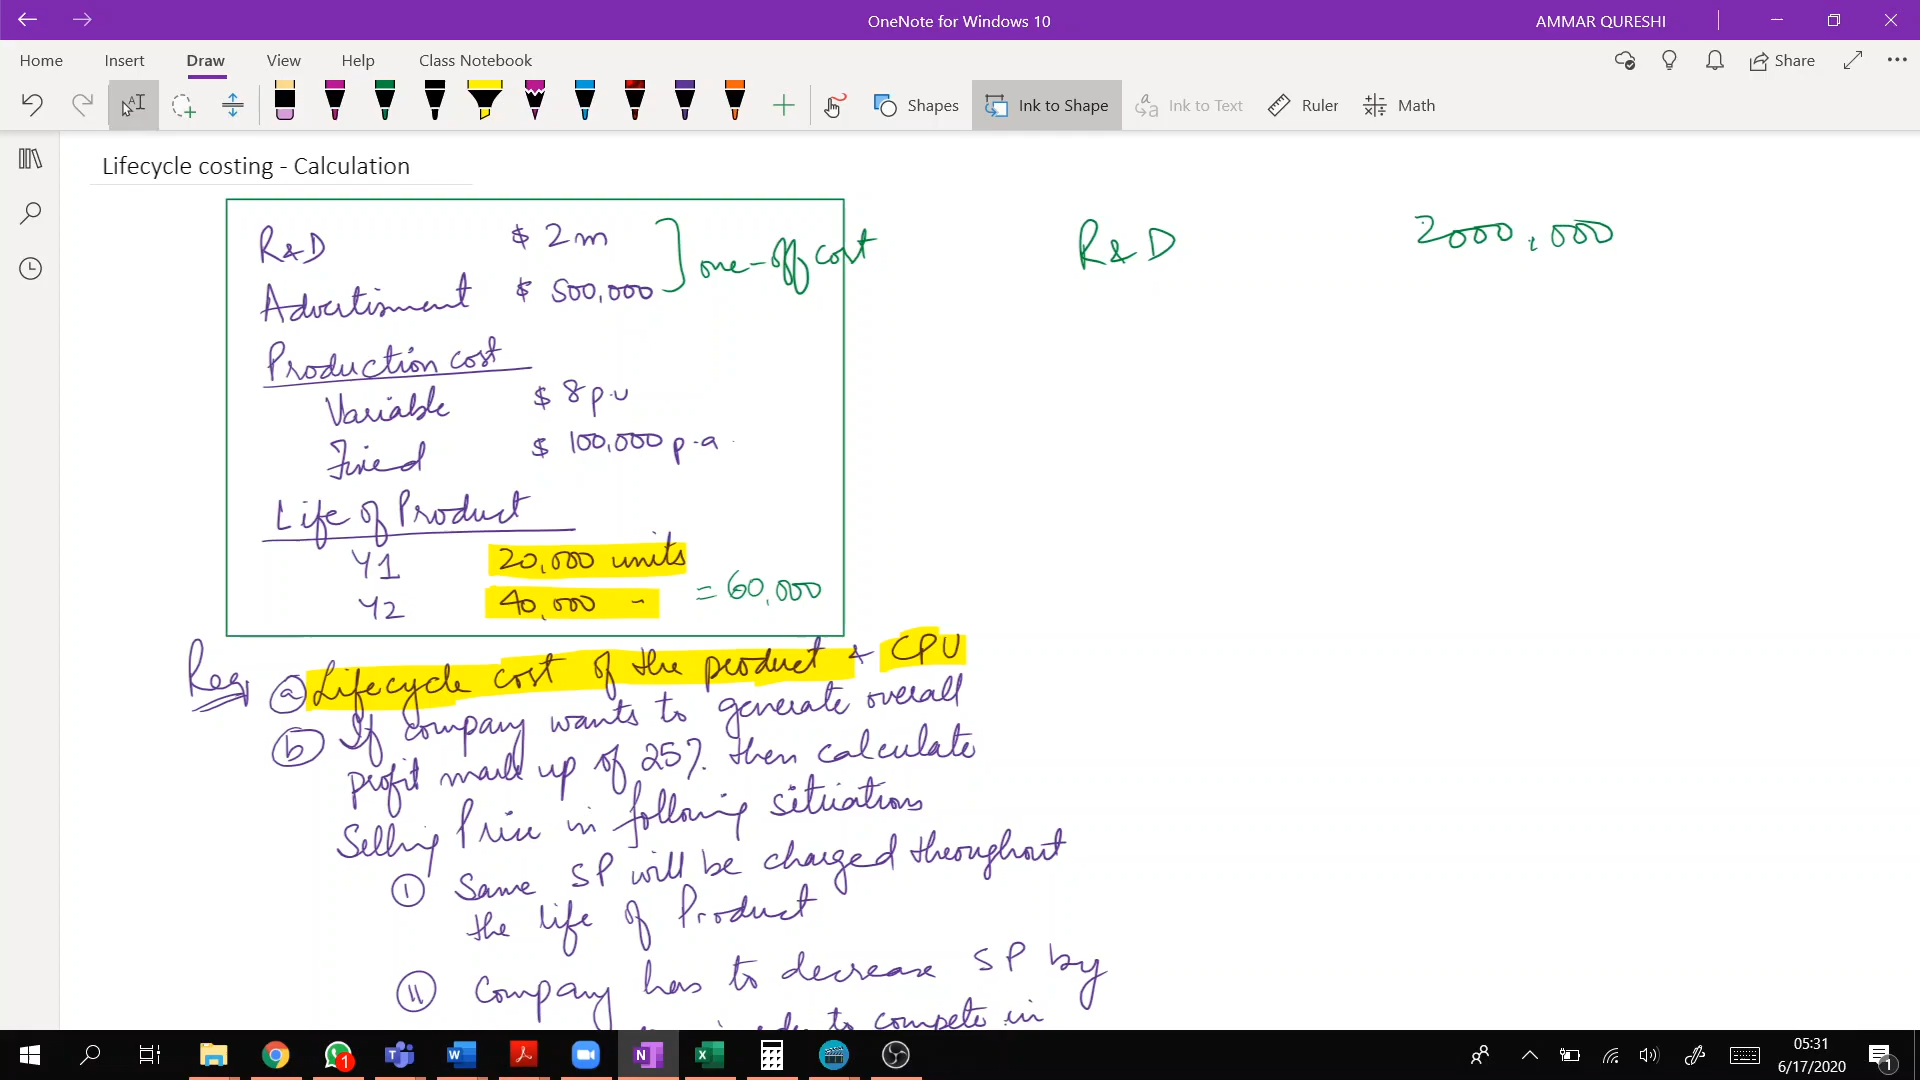 OneNote for Windows 10
AMMAR QURESHI
Home Insert Draw View Help Class Notebook
Share
Shapes Ink to Shape Ink to Text Ruler Math
Lifecycle costing - Calculation
R&D $ 2m
Advertisment $ 500,000
} one-off cost
Production cost
Variable $ 8 p.u
Fixed $ 100,000 p.a
Life of Product
Y1 20,000 units
Y2 40,000 -
= 60,000
R&D 2000,000
Req a Lifecycle cost of the product + CPU
b If company wants to generate overall
profit mark up of 25% then calculate
Selling Price in following situations
I Same SP will be charged throughout
the life of Product
II Company has to decrease SP by
to compete in
1
05:31
6/17/2020
1